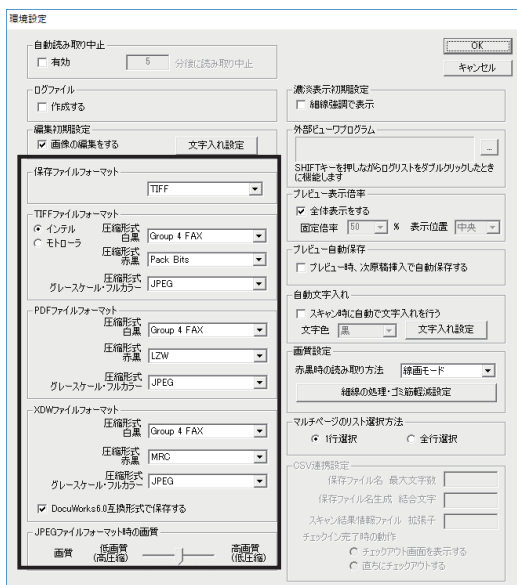 環境設定
自動読み取り中止
有効
5
分後に読み取り中止
ログファイル
作成する
編集初期設定
画像の編集をする
文字入れ設定
保存ファイルフォーマット
TIFF
TIFFファイルフォーマット
インテル
モトローラ
圧縮形式
白黒
Group 4 FAX
圧縮形式
赤黒
Pack Bits
圧縮形式
グレースケール・フルカラー
JPEG
PDFファイルフォーマット
圧縮形式
白黒
Group 4 FAX
圧縮形式
赤黒
LZW
圧縮形式
グレースケール・フルカラー
JPEG
XDWファイルフォーマット
圧縮形式
白黒
Group 4 FAX
圧縮形式
赤黒
MRC
圧縮形式
グレースケール・フルカラー
JPEG
DocuWorks6.0互換形式で保存する
JPEGファイルフォーマット時の画質
画質
低画質
(高圧縮)
高画質
(低圧縮)
OK
キャンセル
濃淡表示初期設定
細線強調で表示
外部ビューワプログラム
...
SHIFTキーを押しながらログリストをダブルクリックしたとき
に機能します
プレビュー表示倍率
全体表示をする
固定倍率 50 % 表示位置 中央
プレビュー自動保存
プレビュー時、次原稿挿入で自動保存する
自動文字入れ
スキャン時に自動で文字入れを行う
文字色 黒 文字入れ設定
画質設定
赤黒時の読み取り方法 線画モード
細線の処理・ゴミ筋軽減設定
マルチページのリスト選択方法
1行選択 全行選択
CSV連携設定
保存ファイル名 最大文字数
保存ファイル名生成 結合文字
スキャン結果情報ファイル 拡張子
チェックイン完了時の動作
チェックアウト画面を表示する
直ちにチェックアウトする